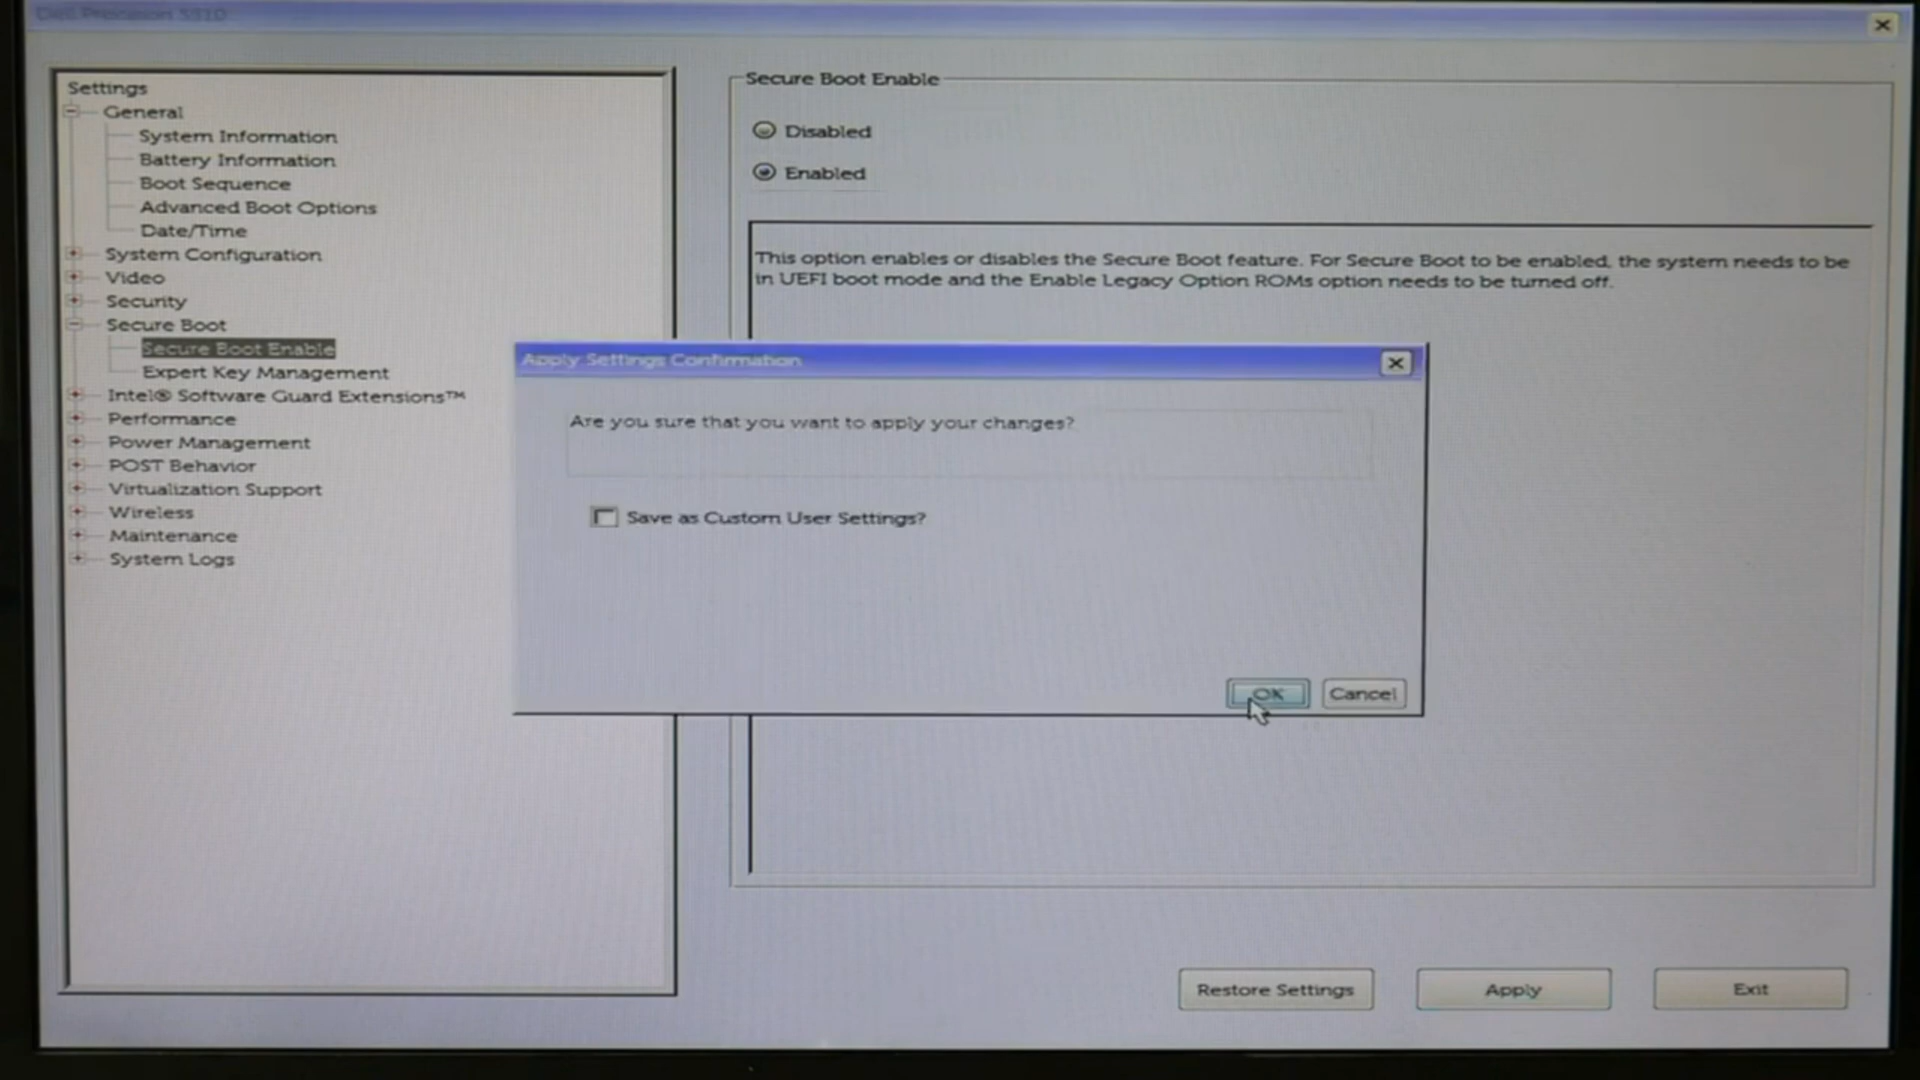 Dell Precision 5510
Settings
General
System Information
Battery Information
Boot Sequence
Advanced Boot Options
Date/Time
System Configuration
Video
Security
Secure Boot
Secure Boot Enable
Expert Key Management
Intel® Software Guard Extensions™
Performance
Power Management
POST Behavior
Virtualization Support
Wireless
Maintenance
System Logs
Secure Boot Enable
Disabled
Enabled
This option enables or disables the Secure Boot feature. For Secure Boot to be enabled, the system needs to be
in UEFI boot mode and the Enable Legacy Option ROMs option needs to be turned off.
Apply Settings Confirmation
Are you sure that you want to apply your changes?
Save as Custom User Settings?
OK
Cancel
Restore Settings
Apply
Exit